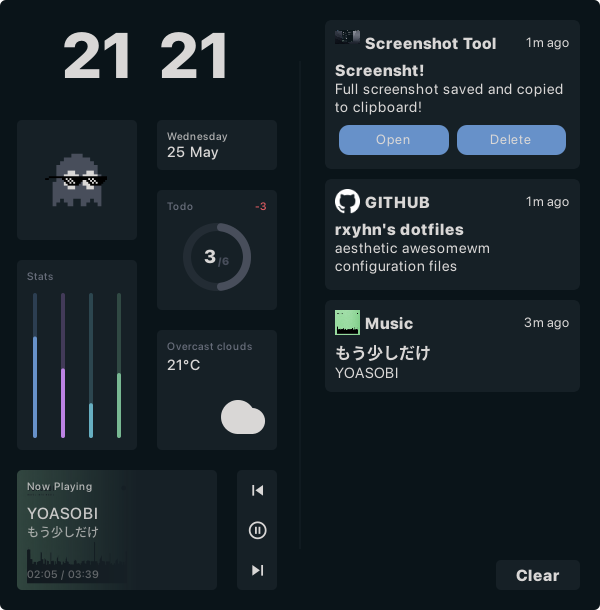 21 21
Wednesday
25 May
Todo -3
3/6
Stats
Overcast clouds
21°C
Now Playing
YOASOBI
もう少しだけ
02:05 / 03:39
Screenshot Tool 1m ago
Screensht!
Full screenshot saved and copied
to clipboard!
Open Delete
GITHUB 1m ago
rxyhn's dotfiles
aesthetic awesomewm
configuration files
Music 3m ago
もう少しだけ
YOASOBI
Clear